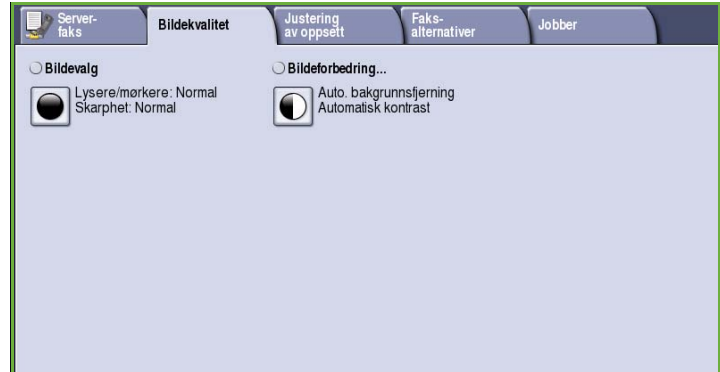 Server-
faks
Bildekvalitet
Justering
av oppsett
Faks-
alternativer
Jobber
Bildevalg
Lysere/mørkere: Normal
Skarphet: Normal
Bildeforbedring...
Auto. bakgrunnsfjerning
Automatisk kontrast